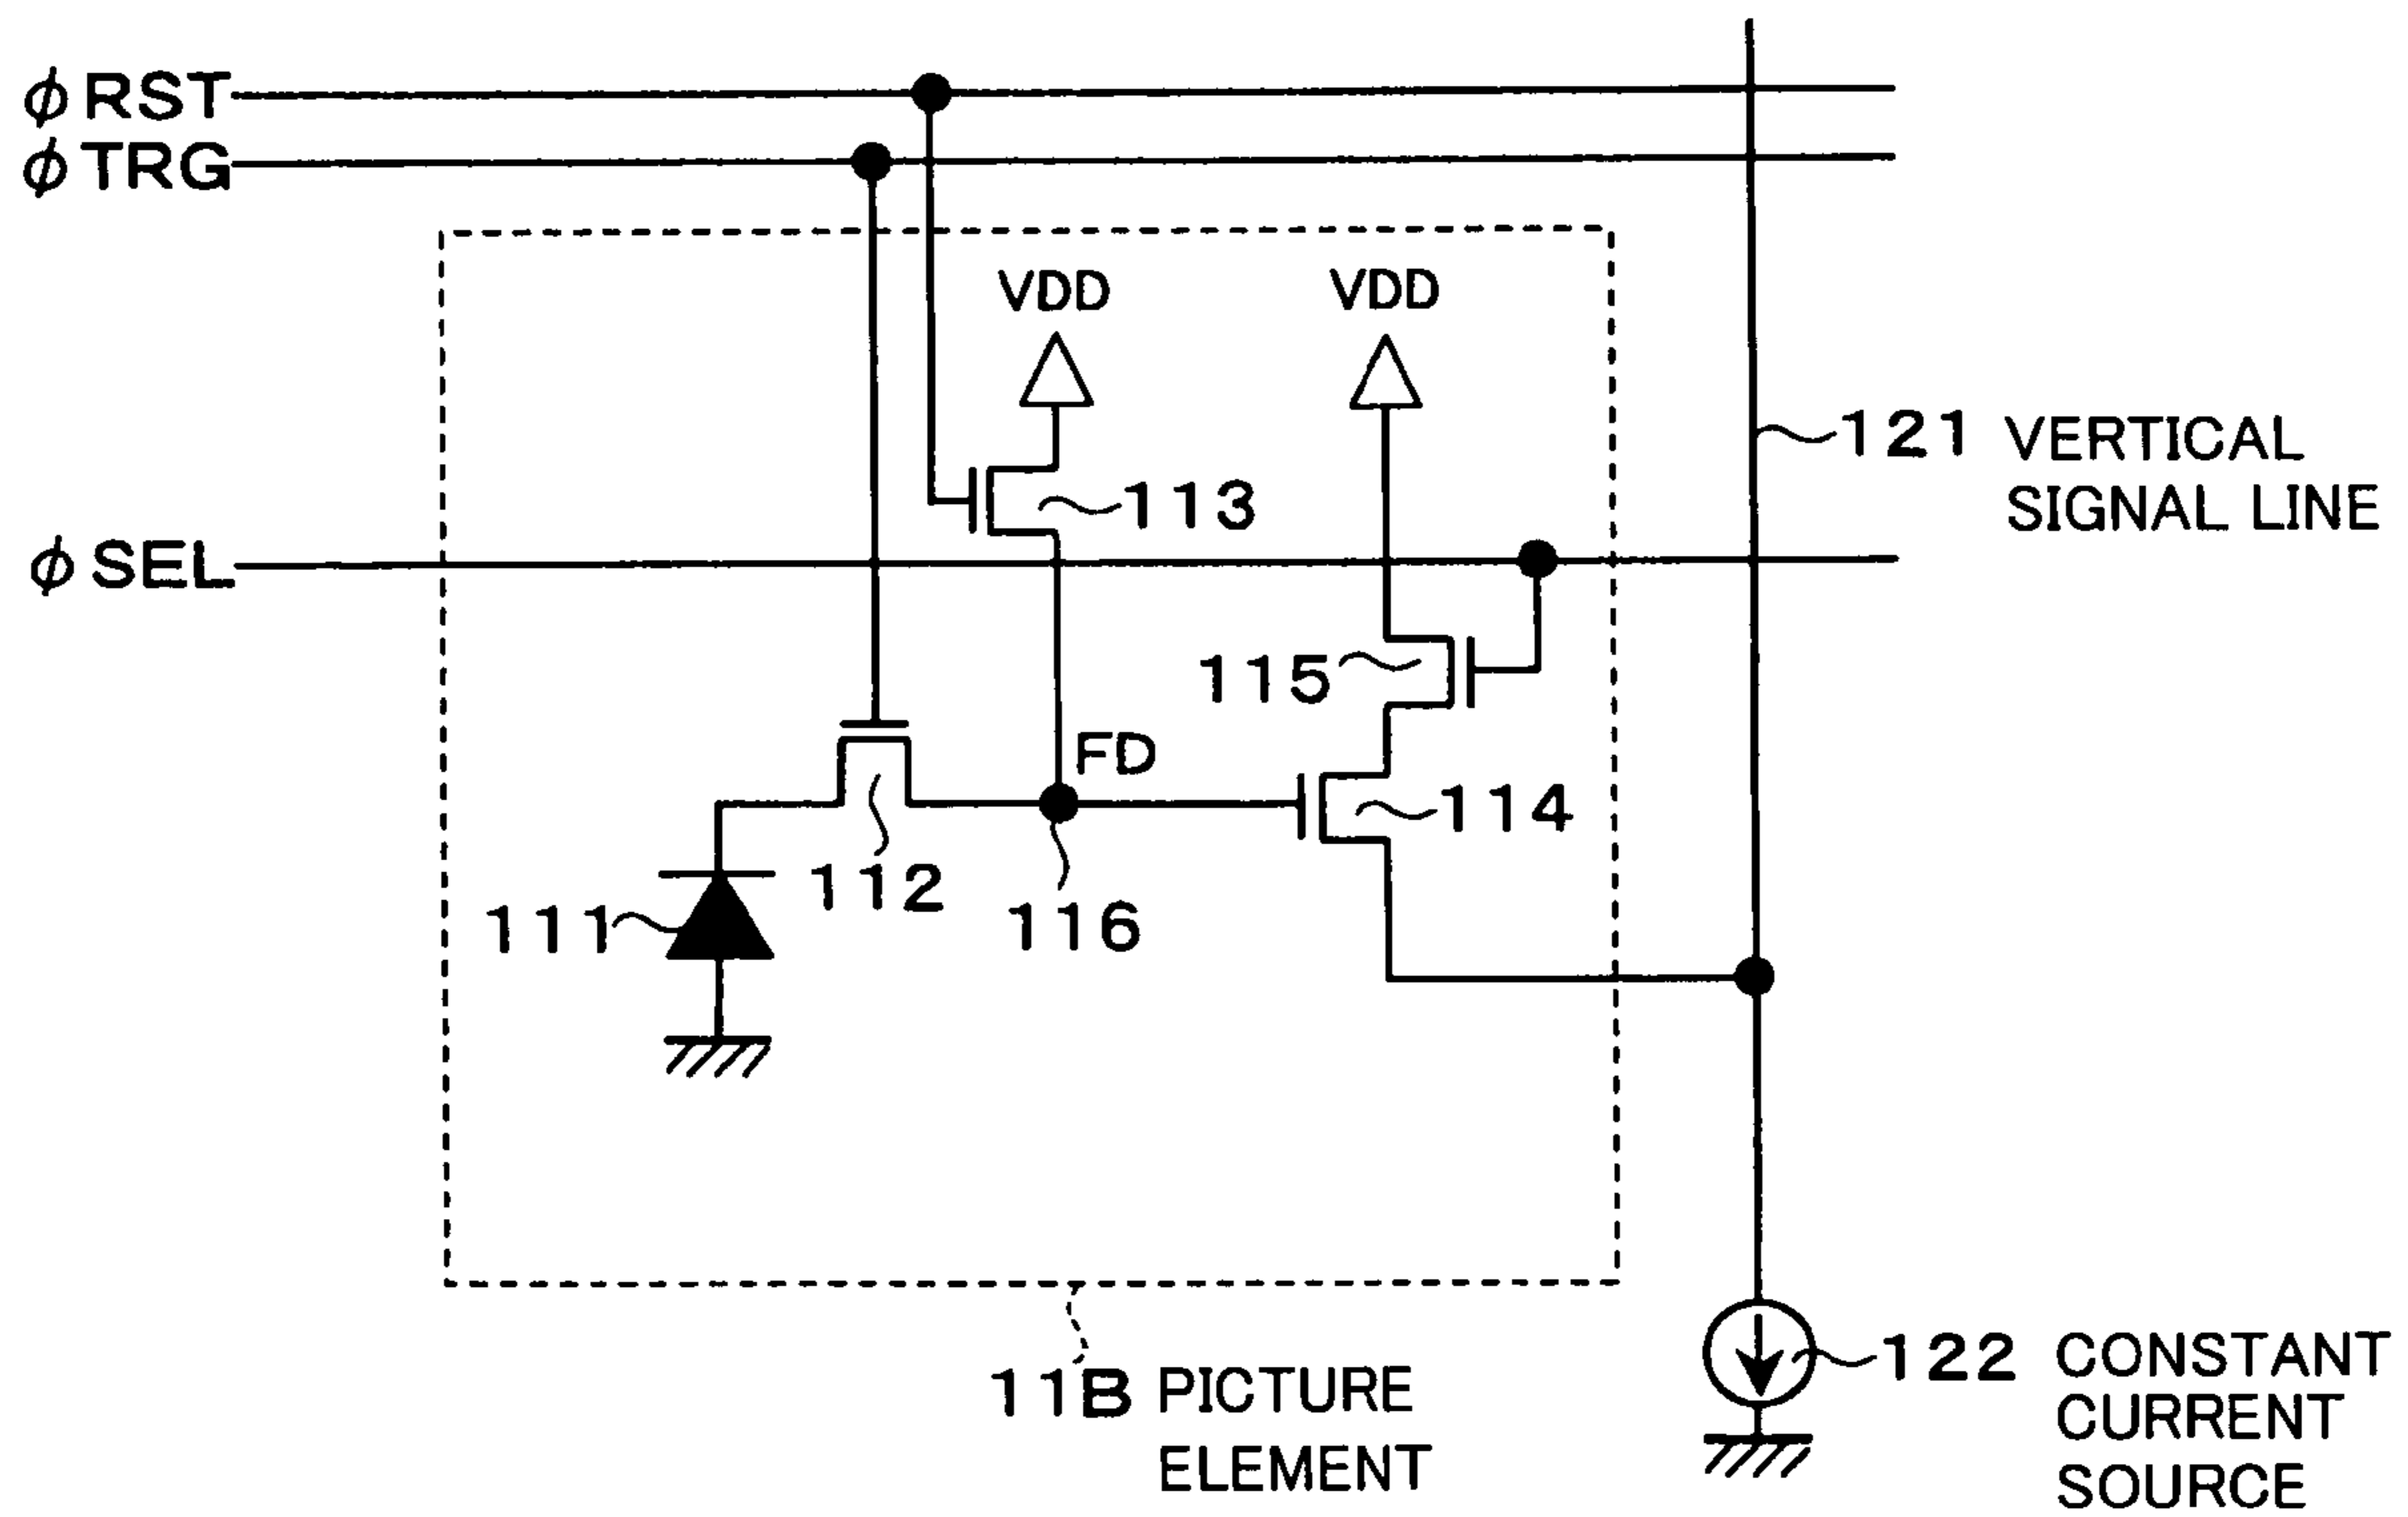 φRST
φTRG
VDD
VDD
121 VERTICAL
SIGNAL LINE
113
φSEL
115
FD
114
112
111
116
11B PICTURE
ELEMENT
122 CONSTANT
CURRENT
SOURCE